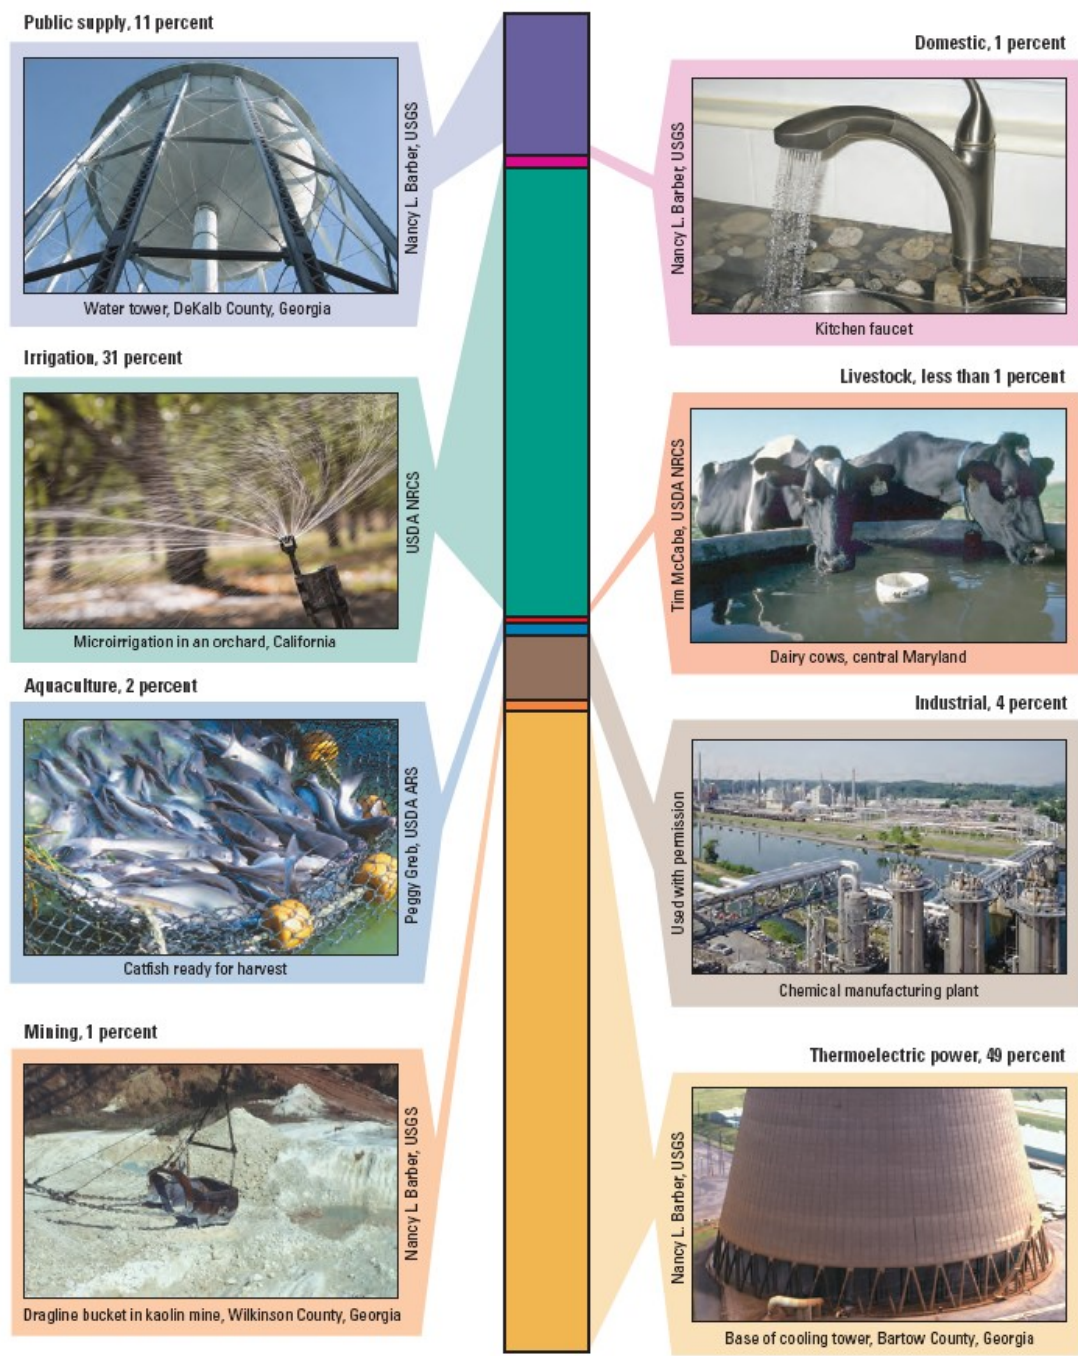 Public supply, 11 percent
Nancy L. Barber, USGS
Water tower, DeKalb County, Georgia
Domestic, 1 percent
Nancy L. Barber, USGS
Kitchen faucet
Irrigation, 31 percent
USDA NRCS
Microirrigation in an orchard, California
Livestock, less than 1 percent
Tim McCabe, USDA NRCS
Dairy cows, central Maryland
Aquaculture, 2 percent
Peggy Greb, USDA ARS
Catfish ready for harvest
Industrial, 4 percent
Used with permission
Chemical manufacturing plant
Mining, 1 percent
Nancy L. Barber, USGS
Dragline bucket in kaolin mine, Wilkinson County, Georgia
Thermoelectric power, 49 percent
Nancy L. Barber, USGS
Base of cooling tower, Bartow County, Georgia